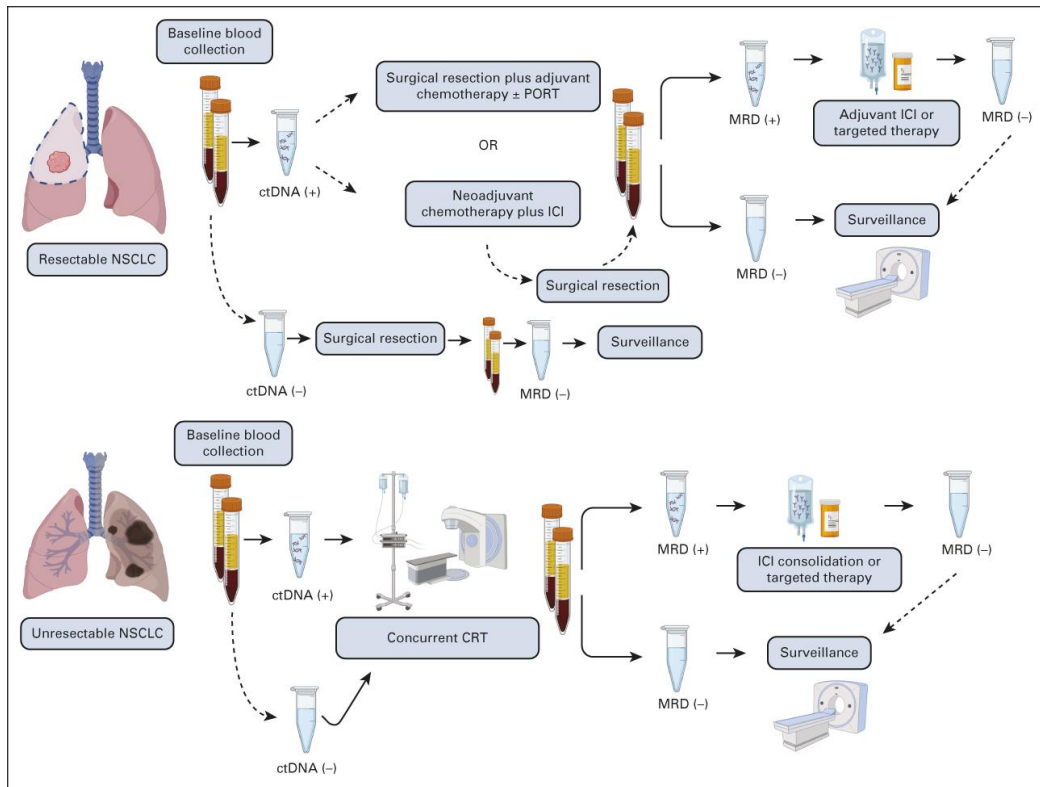 Baseline blood
collection
ctDNA (+)
Surgical resection plus adjuvant
chemotherapy ± PORT
OR
Neoadjuvant
chemotherapy plus ICI
Surgical resection
MRD (+)
Adjuvant ICI or
targeted therapy
MRD (–)
MRD (–)
Surveillance
Resectable NSCLC
ctDNA (–)
Surgical resection
MRD (–)
Surveillance
Baseline blood
collection
ctDNA (+)
Concurrent CRT
MRD (+)
ICI consolidation or
targeted therapy
MRD (–)
MRD (–)
Surveillance
Unresectable NSCLC
ctDNA (–)